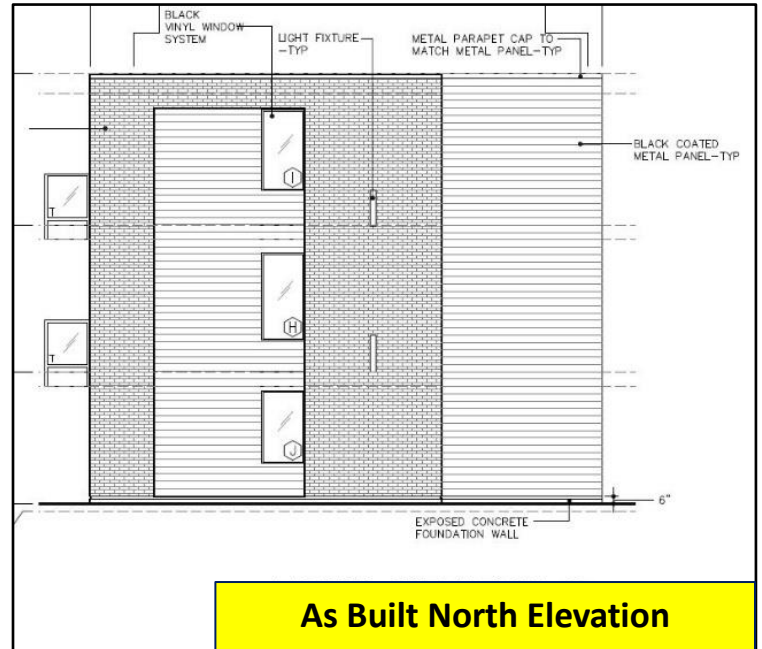 BLACK
VINYL WINDOW
SYSTEM
LIGHT FIXTURE
-TYP
METAL PARAPET CAP TO
MATCH METAL PANEL-TYP
BLACK COATED
METAL PANEL-TYP
I
T
H
T
J
6"
EXPOSED CONCRETE
FOUNDATION WALL
As Built North Elevation